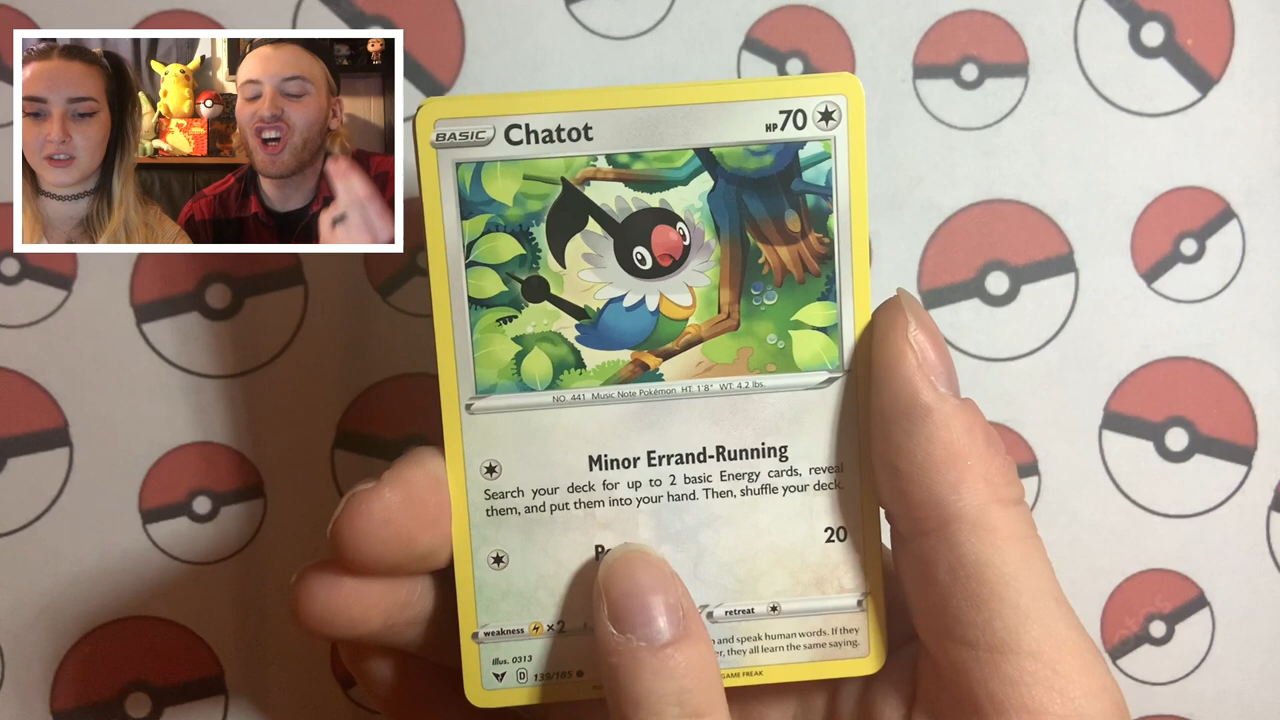 BASIC Chatot HP 70
NO. 441 Music Note Pokémon HT: 1'8" WT: 4.2 lbs.
Minor Errand-Running
Search your deck for up to 2 basic Energy cards, reveal
them, and put them into your hand. Then, shuffle your deck.
20
weakness ×2 retreat
and speak human words. If they
they all learn the same saying.
Illus. 0313
D 139/185 GAME FREAK